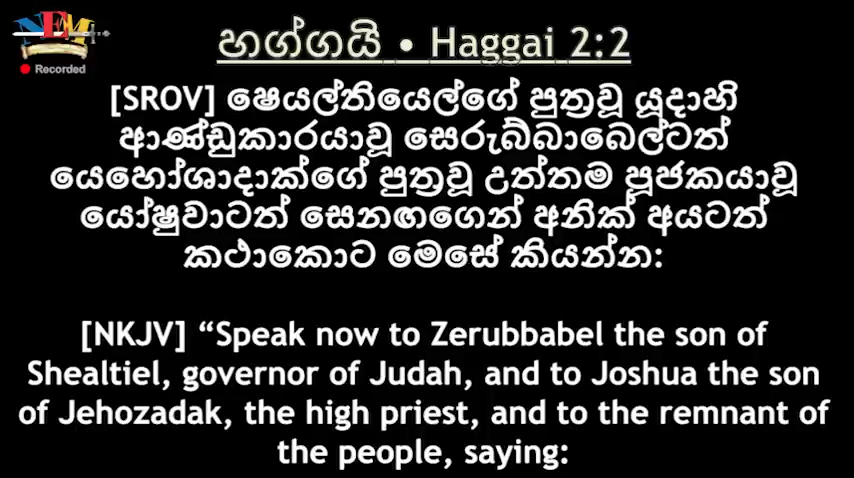 NEM
Recorded
හග්ගයි • Haggai 2:2
[SROV] ෂෙයල්තියෙල්ගේ පුත්‍රවූ යූදාහි
ආණ්ඩුකාරයාවූ සෙරුබ්බාබෙල්ටත්
යෙහෝශාදාක්ගේ පුත්‍රවූ උත්තම පූජකයාවූ
යෝෂුවාටත් සෙනඟගෙන් අනික් අයටත්
කථාකොට මෙසේ කියන්න:
[NKJV] “Speak now to Zerubbabel the son of
Shealtiel, governor of Judah, and to Joshua the son
of Jehozadak, the high priest, and to the remnant of
the people, saying: